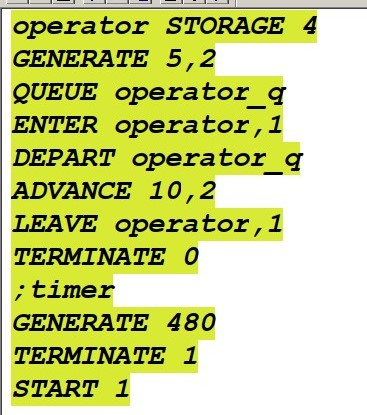 operator STORAGE 4
GENERATE 5,2
QUEUE operator_q
ENTER operator,1
DEPART operator_q
ADVANCE 10,2
LEAVE operator,1
TERMINATE 0
;timer
GENERATE 480
TERMINATE 1
START 1